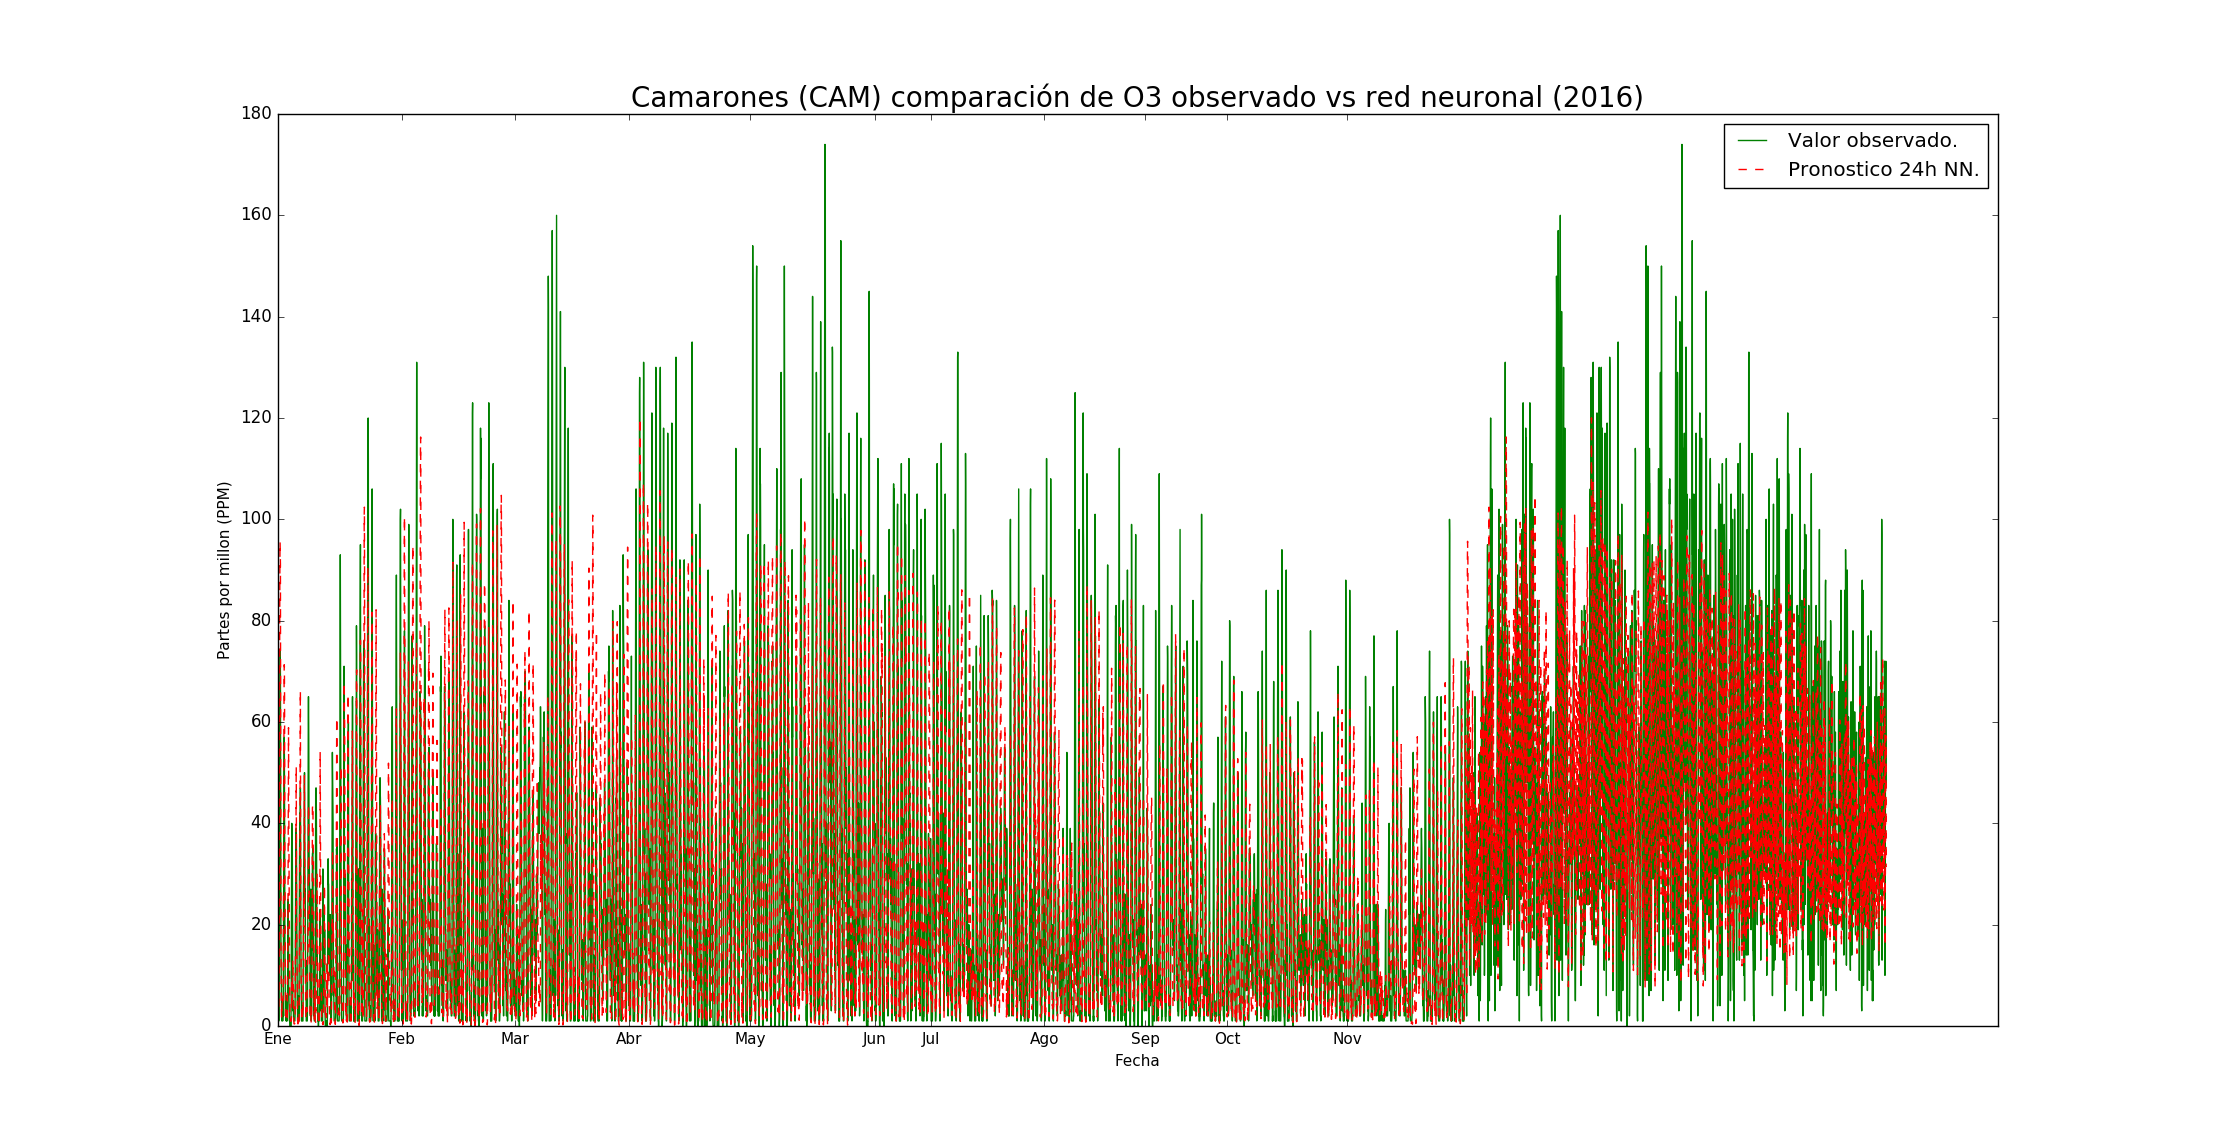 Camarones (CAM) comparación de O3 observado vs red neuronal (2016)
Valor observado.
Pronostico 24h NN.
180
160
140
120
100
80
60
40
20
0
Partes por millon (PPM)
Ene Feb Mar Abr May Jun Jul Ago Sep Oct Nov
Fecha